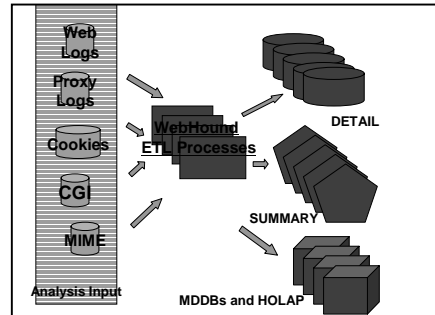 Web
Logs
Proxy
Logs
Cookies
CGI
MIME
Analysis Input
WebHound
ETL Processes
DETAIL
SUMMARY
MDDBs and HOLAP